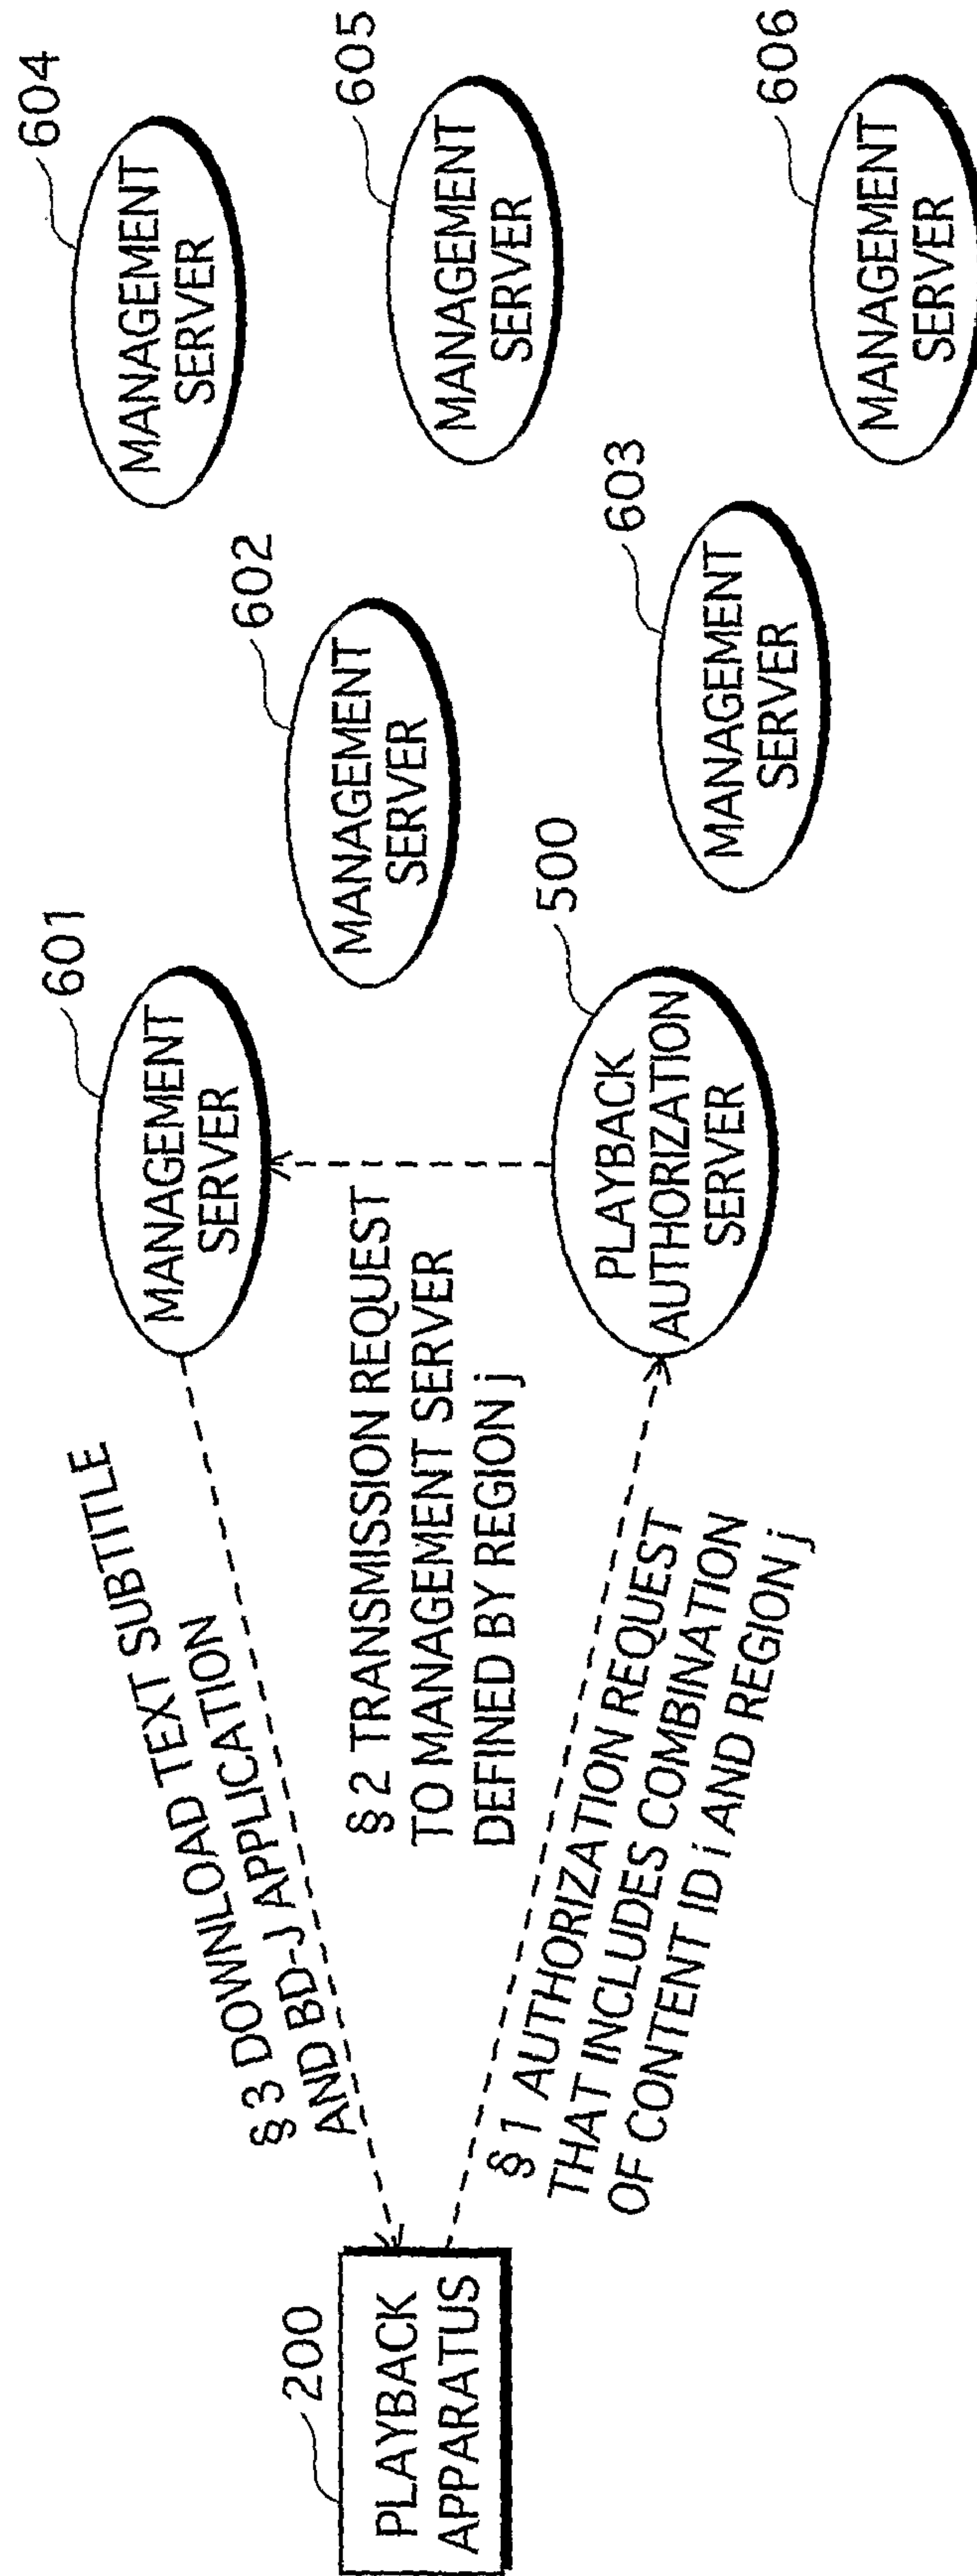 200
PLAYBACK
APPARATUS
§3 DOWNLOAD TEXT SUBTITLE
AND BD-J APPLICATION
§2 TRANSMISSION REQUEST
TO MANAGEMENT SERVER
DEFINED BY REGION j
§1 AUTHORIZATION REQUEST
THAT INCLUDES COMBINATION
OF CONTENT ID i AND REGION j
601
MANAGEMENT
SERVER
500
PLAYBACK
AUTHORIZATION
SERVER
602
MANAGEMENT
SERVER
603
MANAGEMENT
SERVER
604
MANAGEMENT
SERVER
605
MANAGEMENT
SERVER
606
MANAGEMENT
SERVER